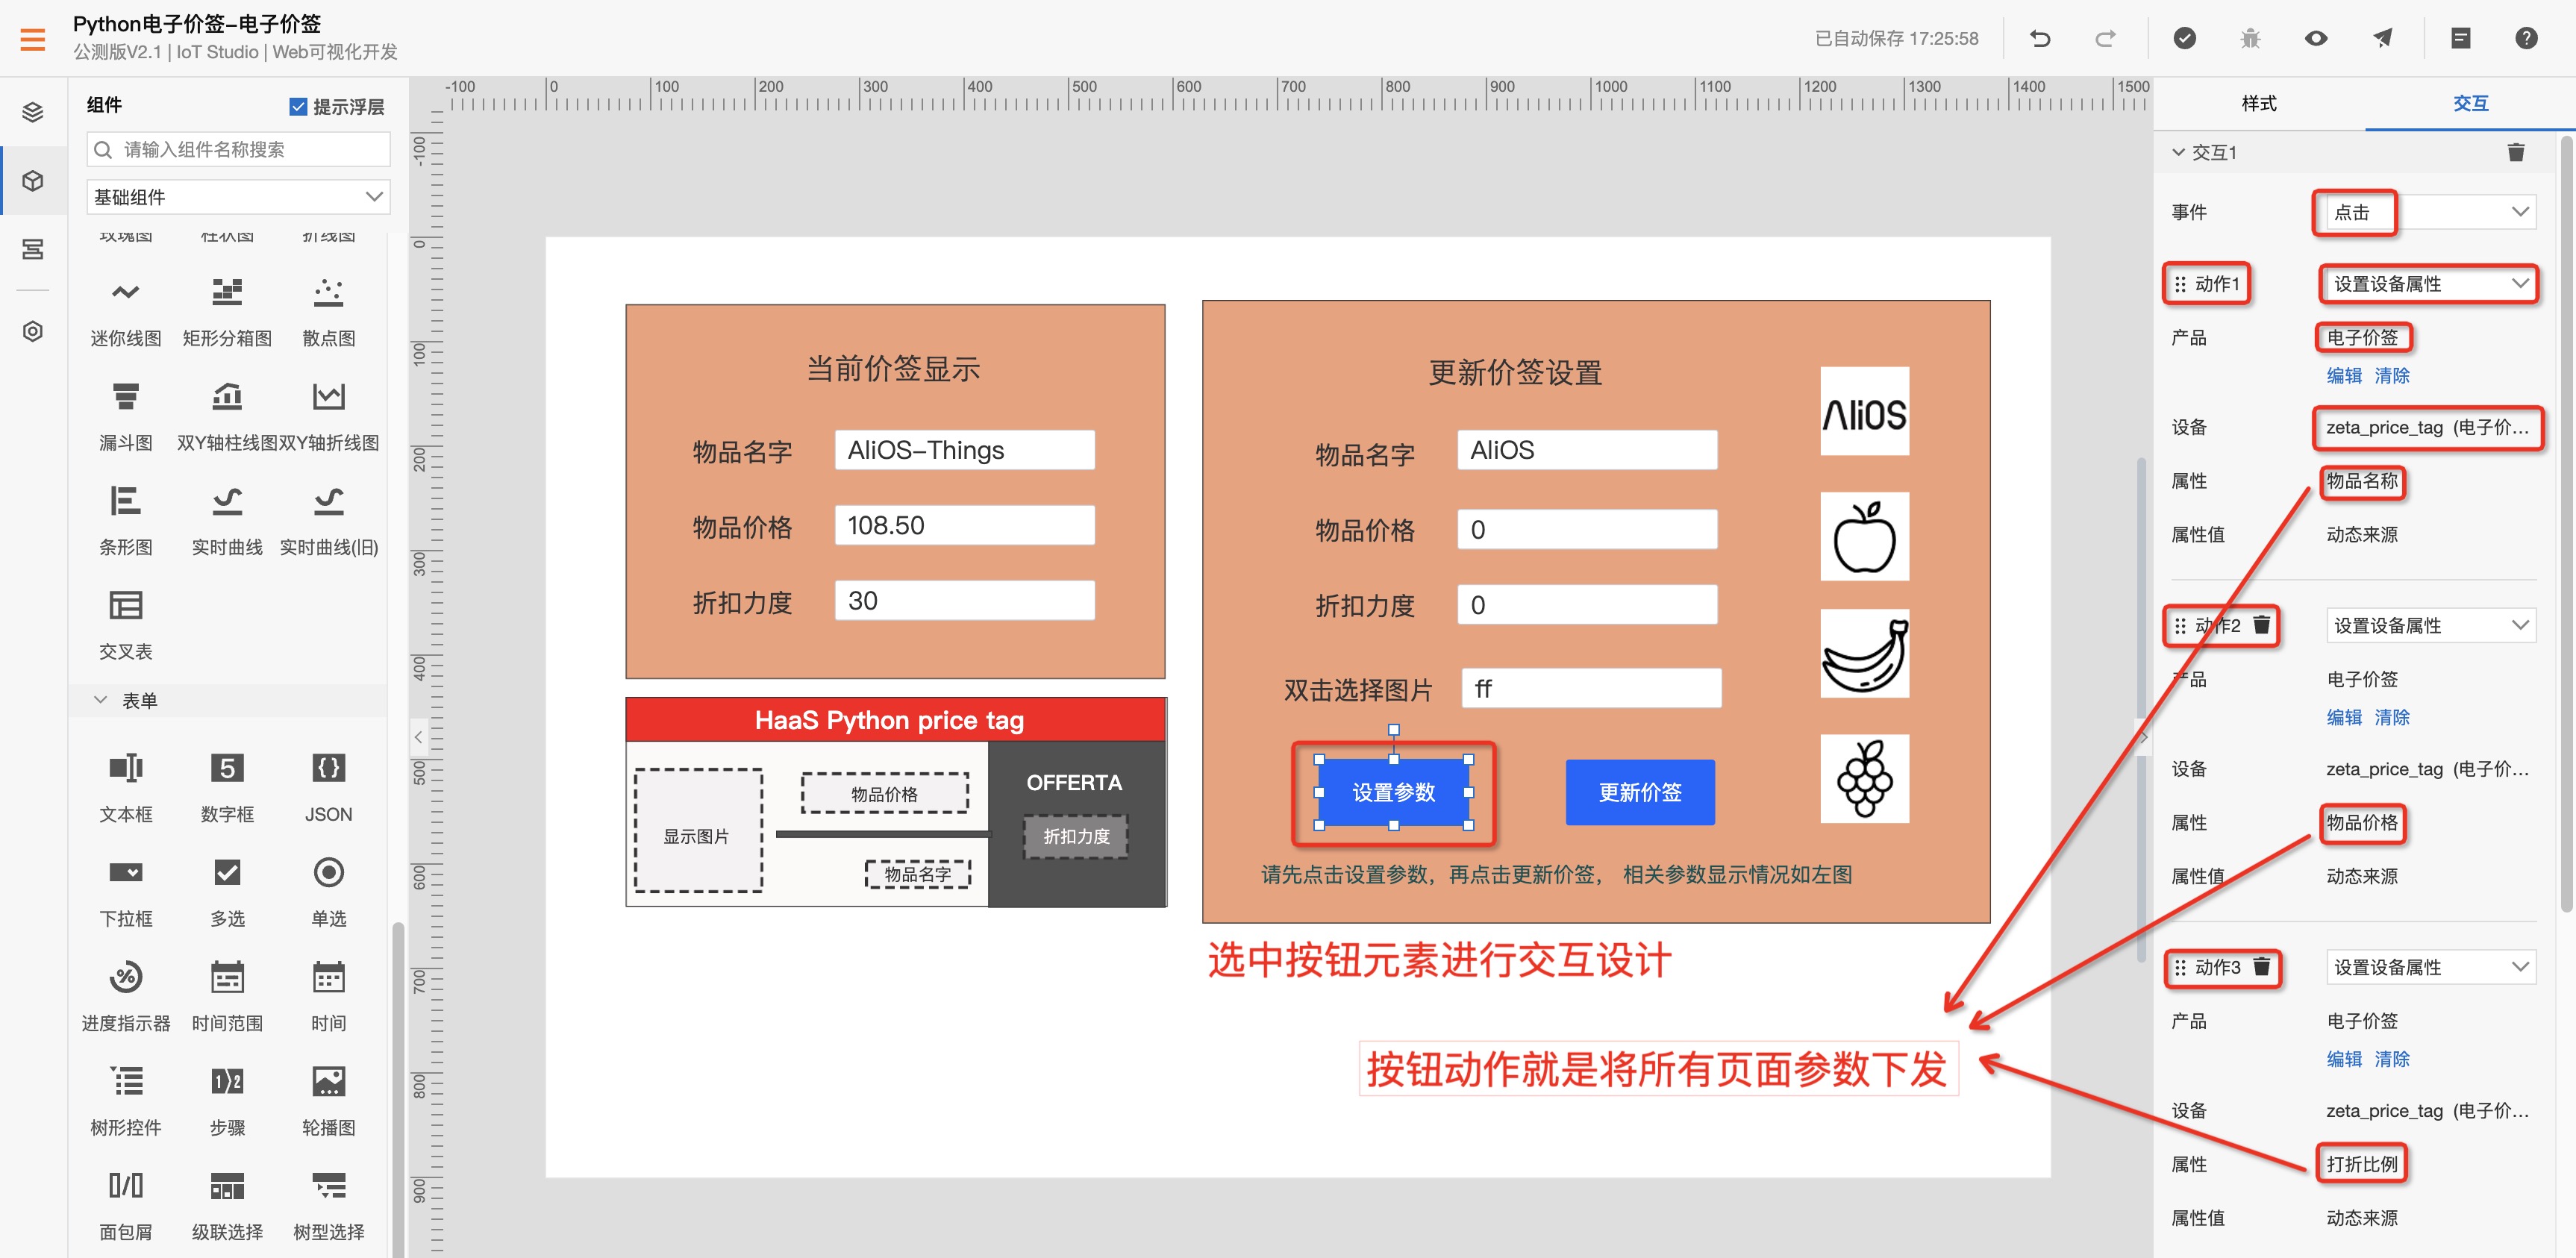 Python电子价签-电子价签
公测版V2.1 | IoT Studio | Web可视化开发
已自动保存 17:25:58
组件
提示浮层
请输入组件名称搜索
基础组件
玫瑰图 柱状图 折线图
迷你线图 矩形分箱图 散点图
漏斗图 双Y轴柱线图 双Y轴折线图
条形图 实时曲线 实时曲线(旧)
交叉表
表单
文本框 数字框 JSON
下拉框 多选 单选
进度指示器 时间范围 时间
树形控件 步骤 轮播图
面包屑 级联选择 树型选择
-100 0 100 200 300 400 500 600 700 800 900 1000 1100 1200 1300 1400 1500
-100
0
100
200
300
400
500
600
700
800
900
当前价签显示
物品名字 AliOS-Things
物品价格 108.50
折扣力度 30
HaaS Python price tag
显示图片
物品价格
物品名字
OFFERTA
折扣力度
更新价签设置
物品名字 AliOS
物品价格 0
折扣力度 0
双击选择图片 ff
AliOS
设置参数
更新价签
请先点击设置参数，再点击更新价签， 相关参数显示情况如左图
选中按钮元素进行交互设计
按钮动作就是将所有页面参数下发
样式 交互
交互1
事件 点击
动作1 设置设备属性
产品 电子价签
编辑 清除
设备 zeta_price_tag (电子价...
属性 物品名称
属性值 动态来源
动作2 设置设备属性
产品 电子价签
编辑 清除
设备 zeta_price_tag (电子价...
属性 物品价格
属性值 动态来源
动作3 设置设备属性
产品 电子价签
编辑 清除
设备 zeta_price_tag (电子价...
属性 打折比例
属性值 动态来源